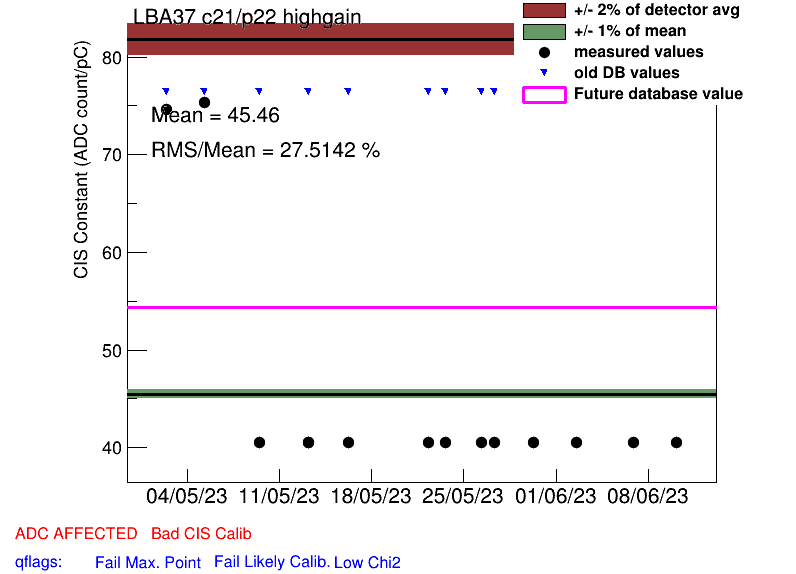 LBA37 c21/p22 highgain
+/- 2% of detector avg
+/- 1% of mean
measured values
old DB values
Future database value
CIS Constant (ADC count/pC)
80
70
60
50
40
Mean = 45.46
RMS/Mean = 27.5142 %
04/05/23 11/05/23 18/05/23 25/05/23 01/06/23 08/06/23
ADC AFFECTED Bad CIS Calib
qflags: Fail Max. Point Fail Likely Calib. Low Chi2